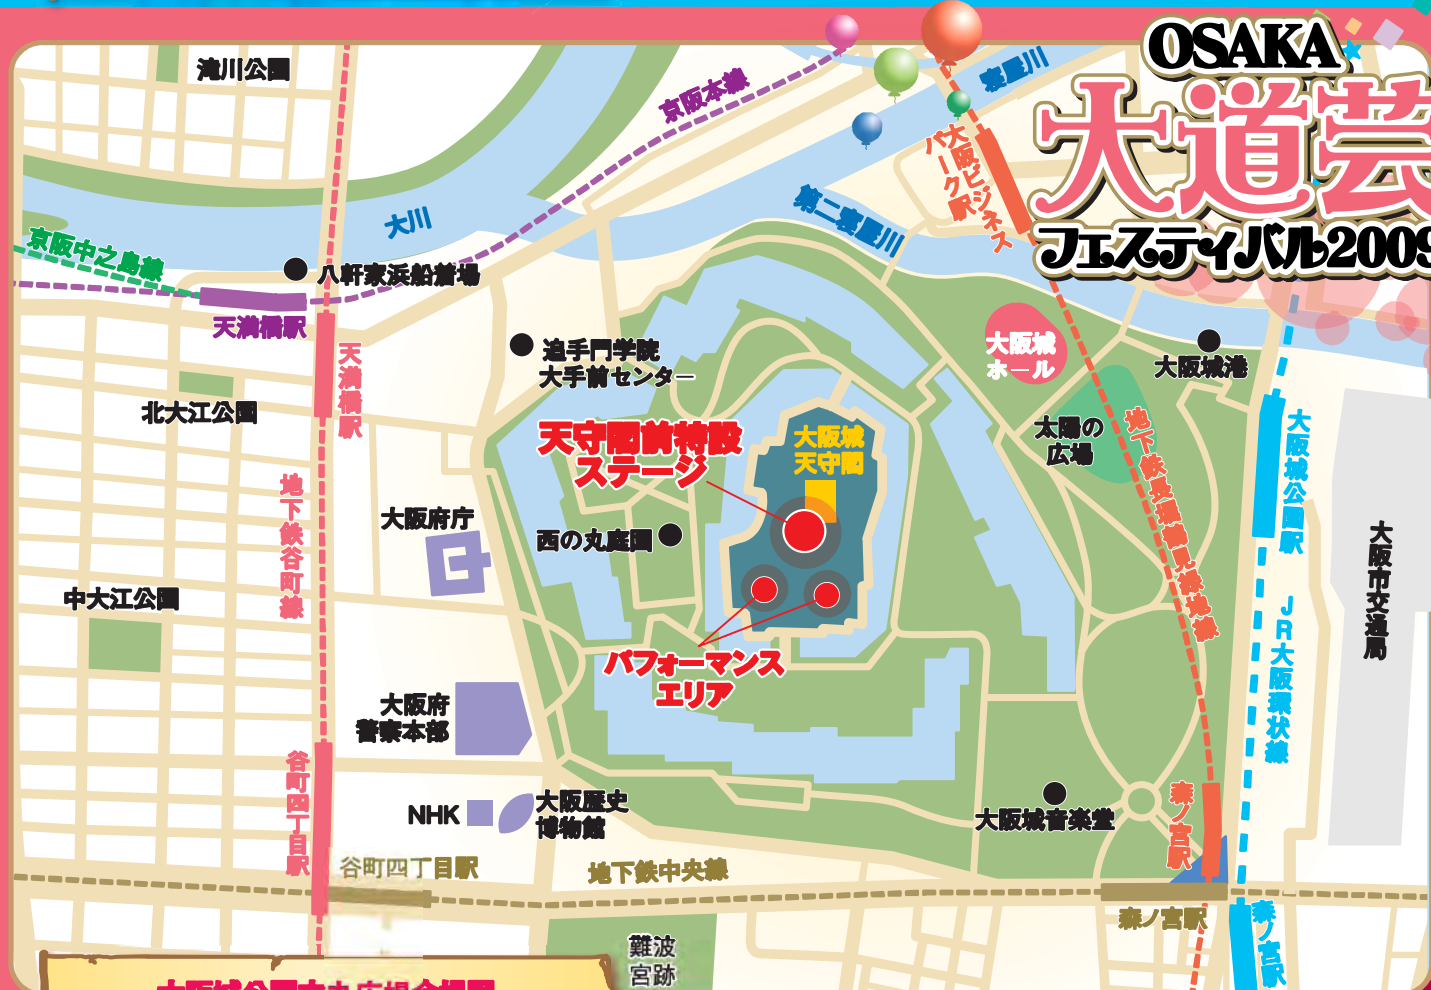 OSAKA
大道芸
フェスティバル2009
滝川公園
京阪本線
寝屋川
大阪ビジネス
パーク駅
第二寝屋川
大川
京阪中之島線
八軒家浜船着場
天満橋駅
天満橋駅
追手門学院
大手前センター
大阪城
ホール
大阪城港
北大江公園
天守閣前特設
ステージ
大阪城
天守閣
太陽の
広場
地下鉄長堀鶴見緑地線
大阪城公園駅
地下鉄谷町線
大阪府庁
西の丸庭園
大阪市交通局
中大江公園
JR大阪環状線
パフォーマンス
エリア
大阪府
警察本部
谷町四丁目駅
NHK
大阪歴史
博物館
大阪城音楽堂
森ノ宮駅
谷町四丁目駅
地下鉄中央線
森ノ宮駅
森ノ宮駅
難波
宮跡